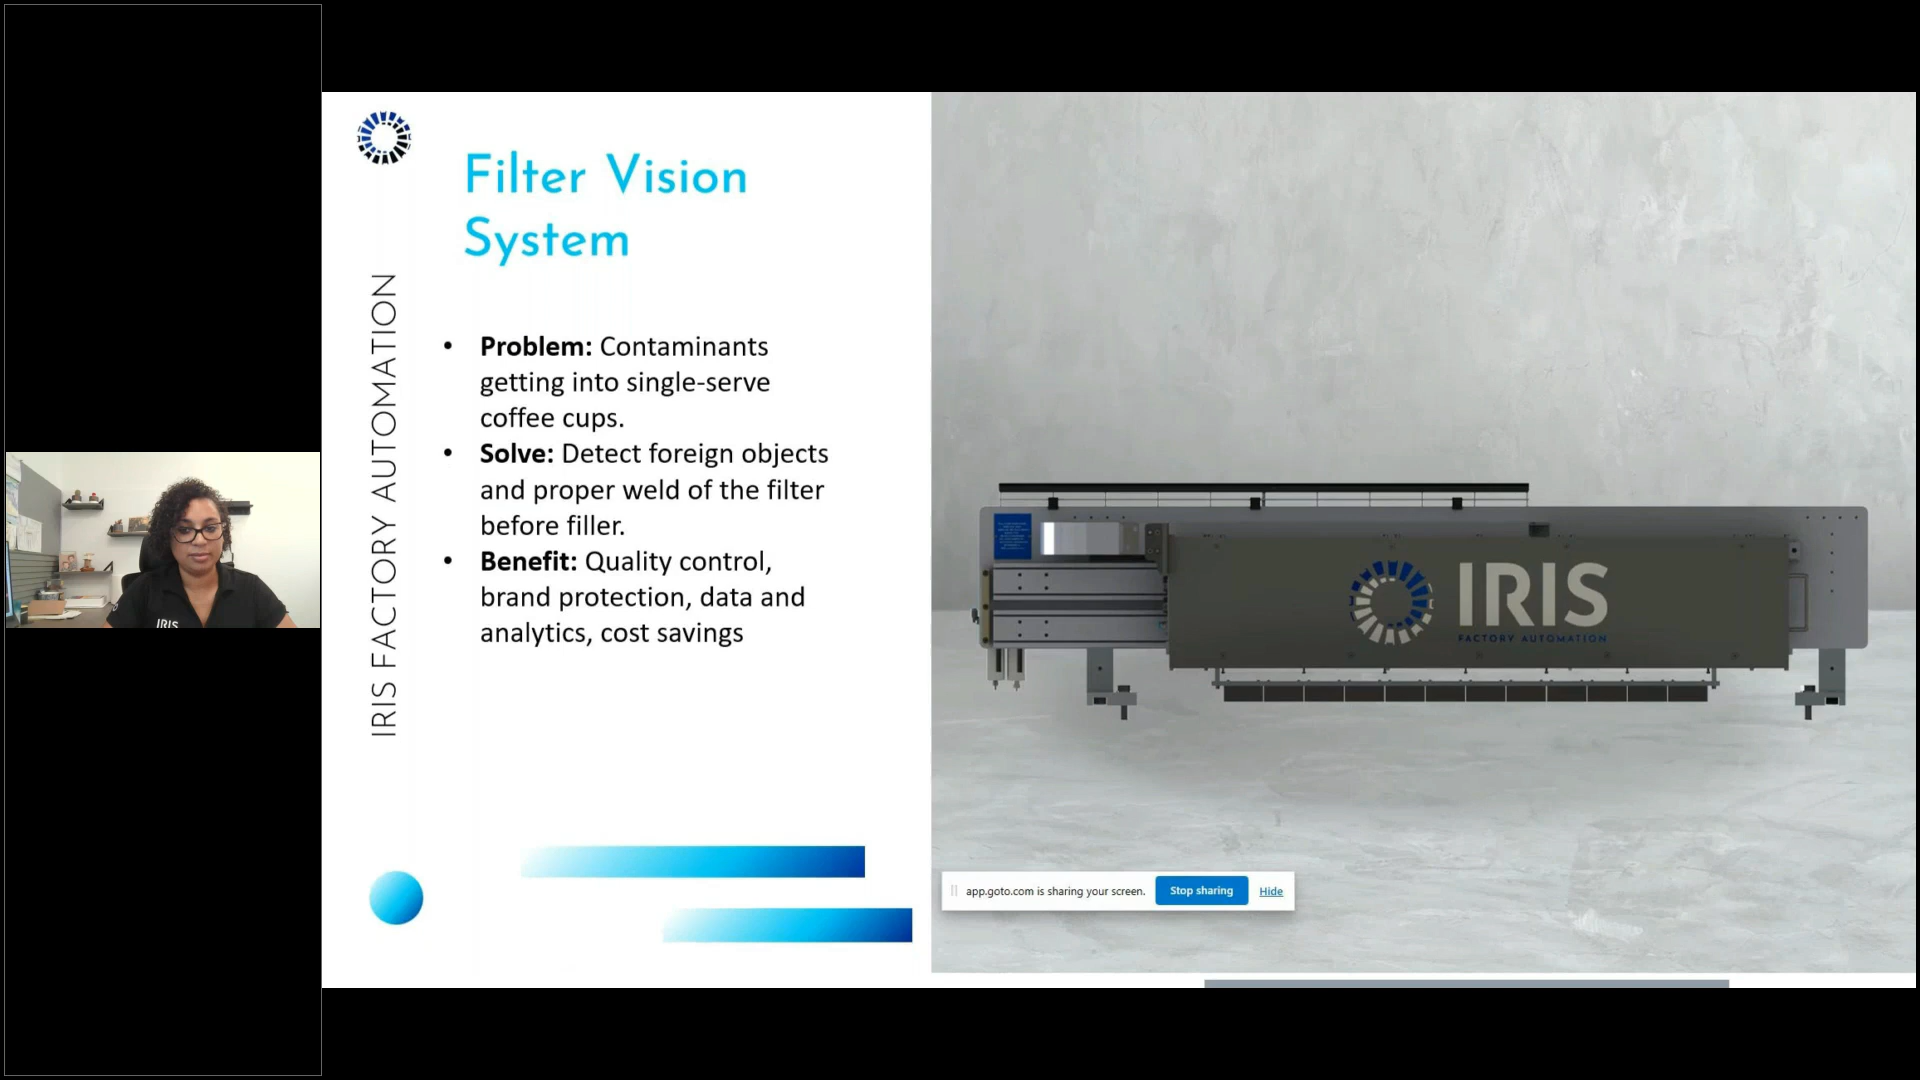 Filter Vision
System
IRIS FACTORY AUTOMATION
• Problem: Contaminants
getting into single-serve
coffee cups.
• Solve: Detect foreign objects
and proper weld of the filter
before filler.
• Benefit: Quality control,
brand protection, data and
analytics, cost savings
IRIS
FACTORY AUTOMATION
app.goto.com is sharing your screen. Stop sharing Hide
IRIS